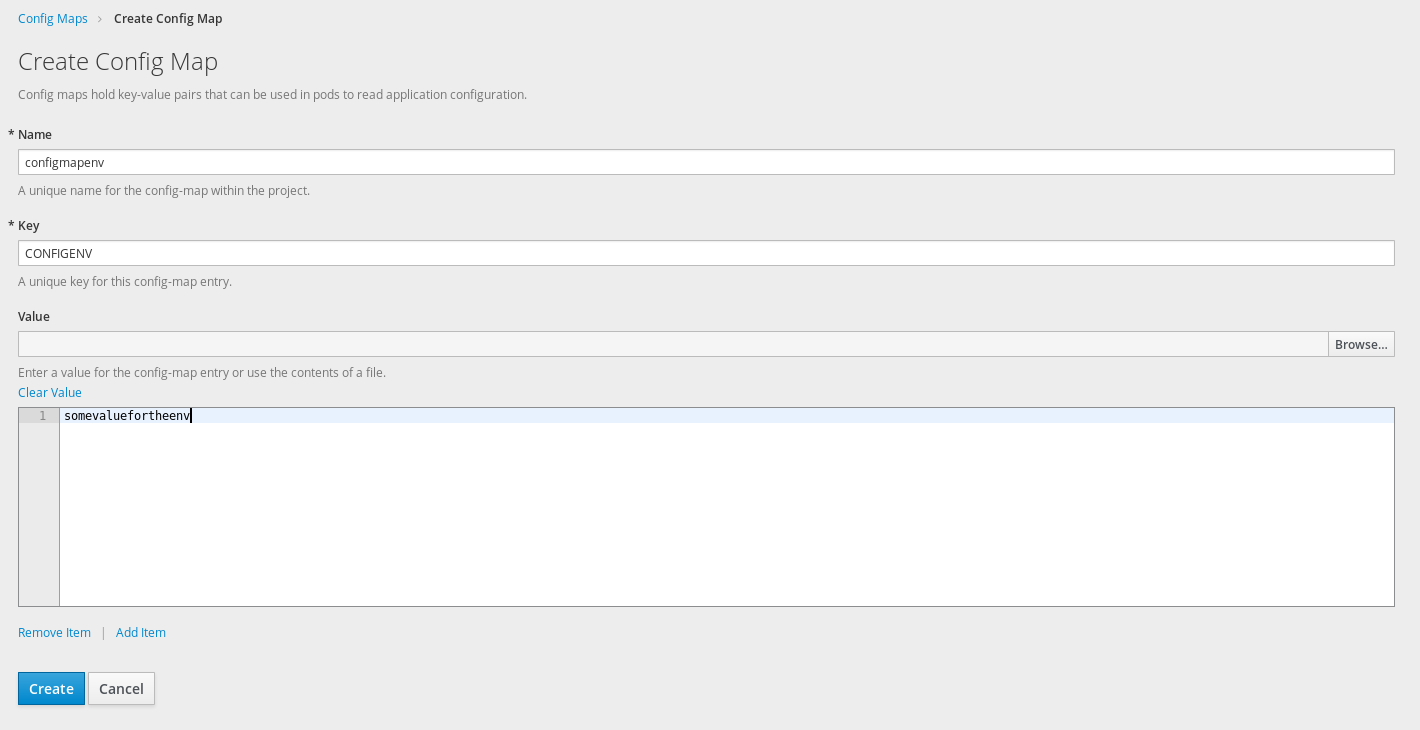 Config Maps › Create Config Map
Create Config Map
Config maps hold key-value pairs that can be used in pods to read application configuration.
* Name
configmapenv
A unique name for the config-map within the project.
* Key
CONFIGENV
A unique key for this config-map entry.
Value
Browse...
Enter a value for the config-map entry or use the contents of a file.
Clear Value
1 somevaluefortheenv
Remove Item | Add Item
Create Cancel